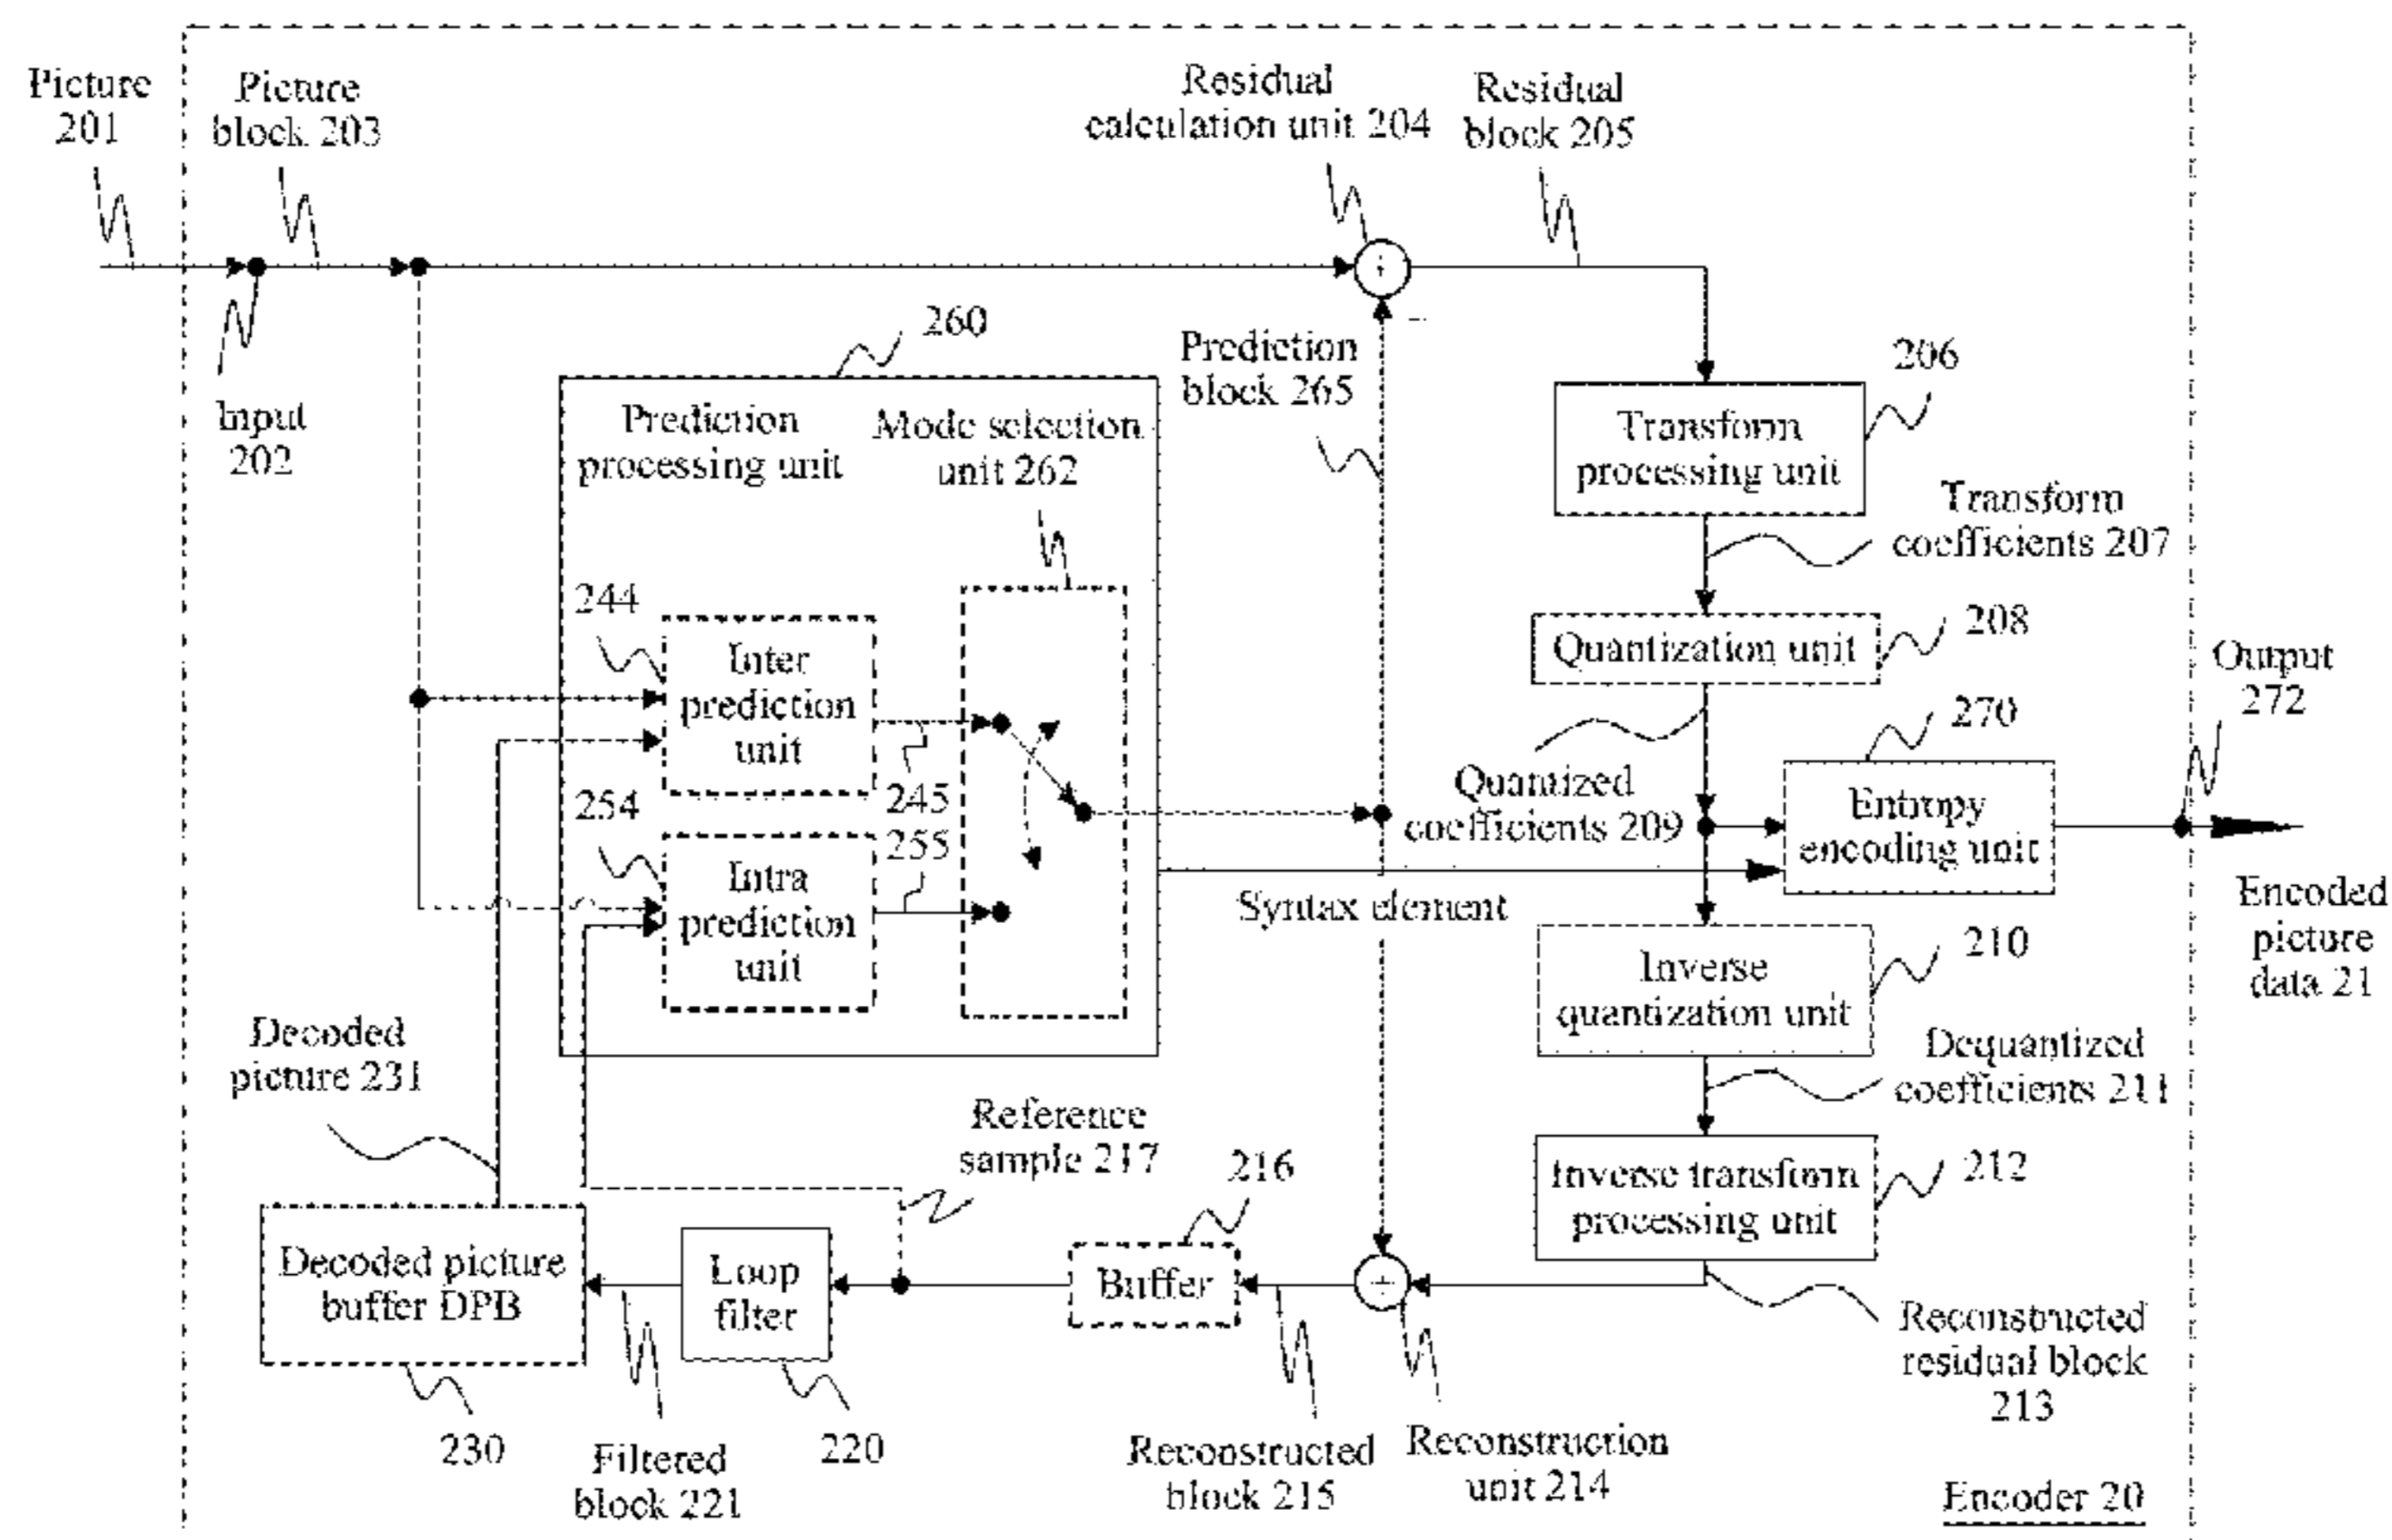 Picture
201
Picture
block 203
Residual
calculation unit 204
Residual
block 205
Input
202
260
Prediction
processing unit
Mode selection
unit 262
Prediction
block 265
206
Transform
processing unit
Transform
coefficients 207
244
Inter
prediction
unit
245
208
Quantization unit
Output
272
270
Quantized
coefficients 209
Entropy
encoding unit
254
Intra
prediction
unit
255
Syntax element
Encoded
picture
data 21
210
Inverse
quantization unit
Decoded
picture 231
Dequantized
coefficients 211
Reference
sample 217
216
212
Inverse transform
processing unit
Decoded picture
buffer DPB
Loop
filter
Buffer
Reconstructed
residual block
213
230
Filtered
block 221
220
Reconstructed
block 215
Reconstruction
unit 214
Encoder 20